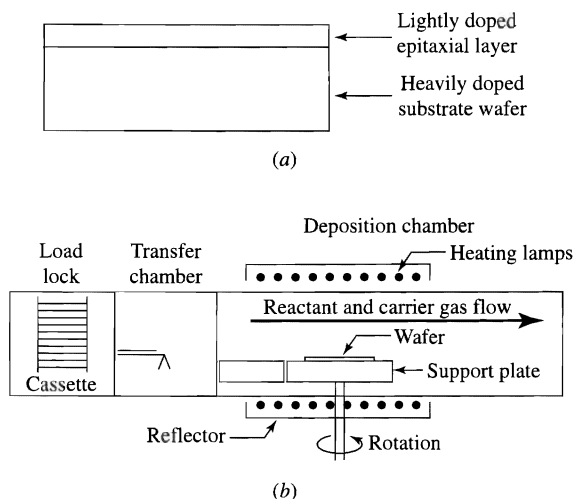 Lightly doped
epitaxial layer
Heavily doped
substrate wafer
(a)
Deposition chamber
Load
lock
Transfer
chamber
Heating lamps
Reactant and carrier gas flow
Wafer
Support plate
Cassette
Reflector
Rotation
(b)